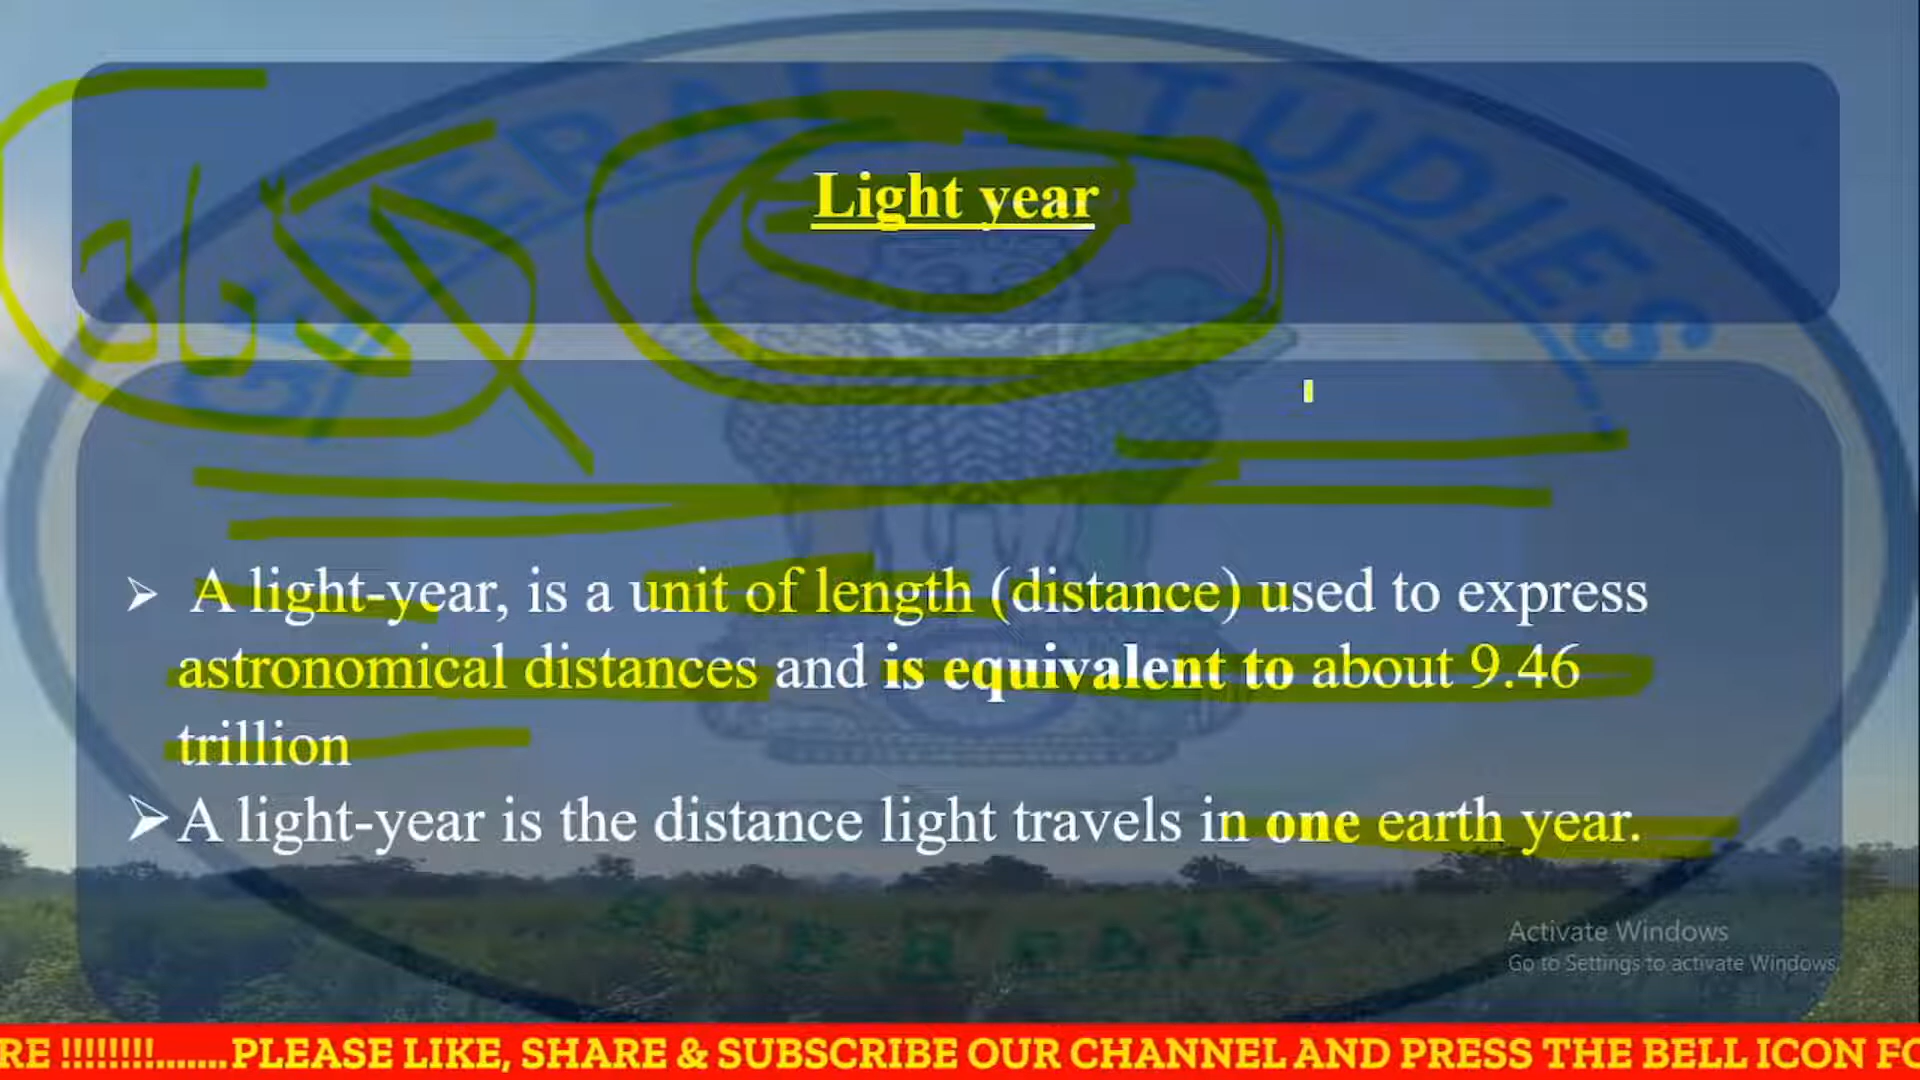 GENERAL STUDIES
Light year
➢ A light-year, is a unit of length (distance) used to express
astronomical distances and is equivalent to about 9.46
trillion
➢ A light-year is the distance light travels in one earth year.
Activate Windows
Go to Settings to activate Windows.
RE !!!!!!!!.......PLEASE LIKE, SHARE & SUBSCRIBE OUR CHANNEL AND PRESS THE BELL ICON FO